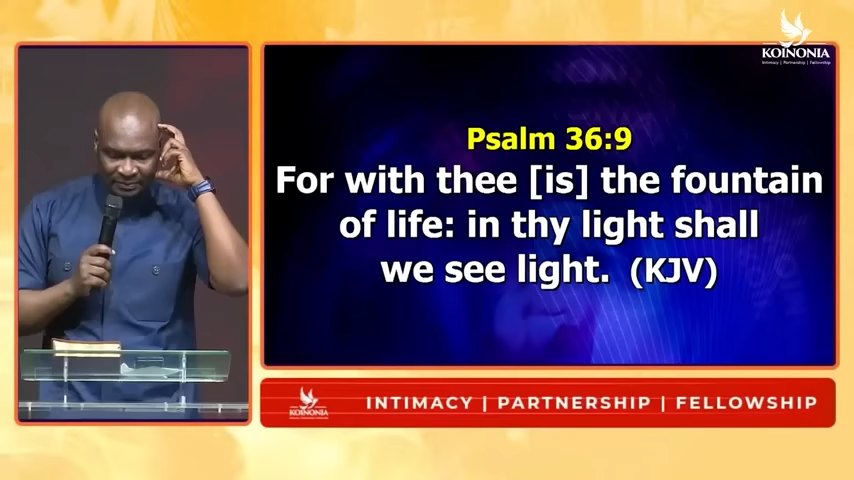 KOINONIA
Intimacy | Partnership | Fellowship
Psalm 36:9
For with thee [is] the fountain
of life: in thy light shall
we see light. (KJV)
KOINONIA
INTIMACY | PARTNERSHIP | FELLOWSHIP